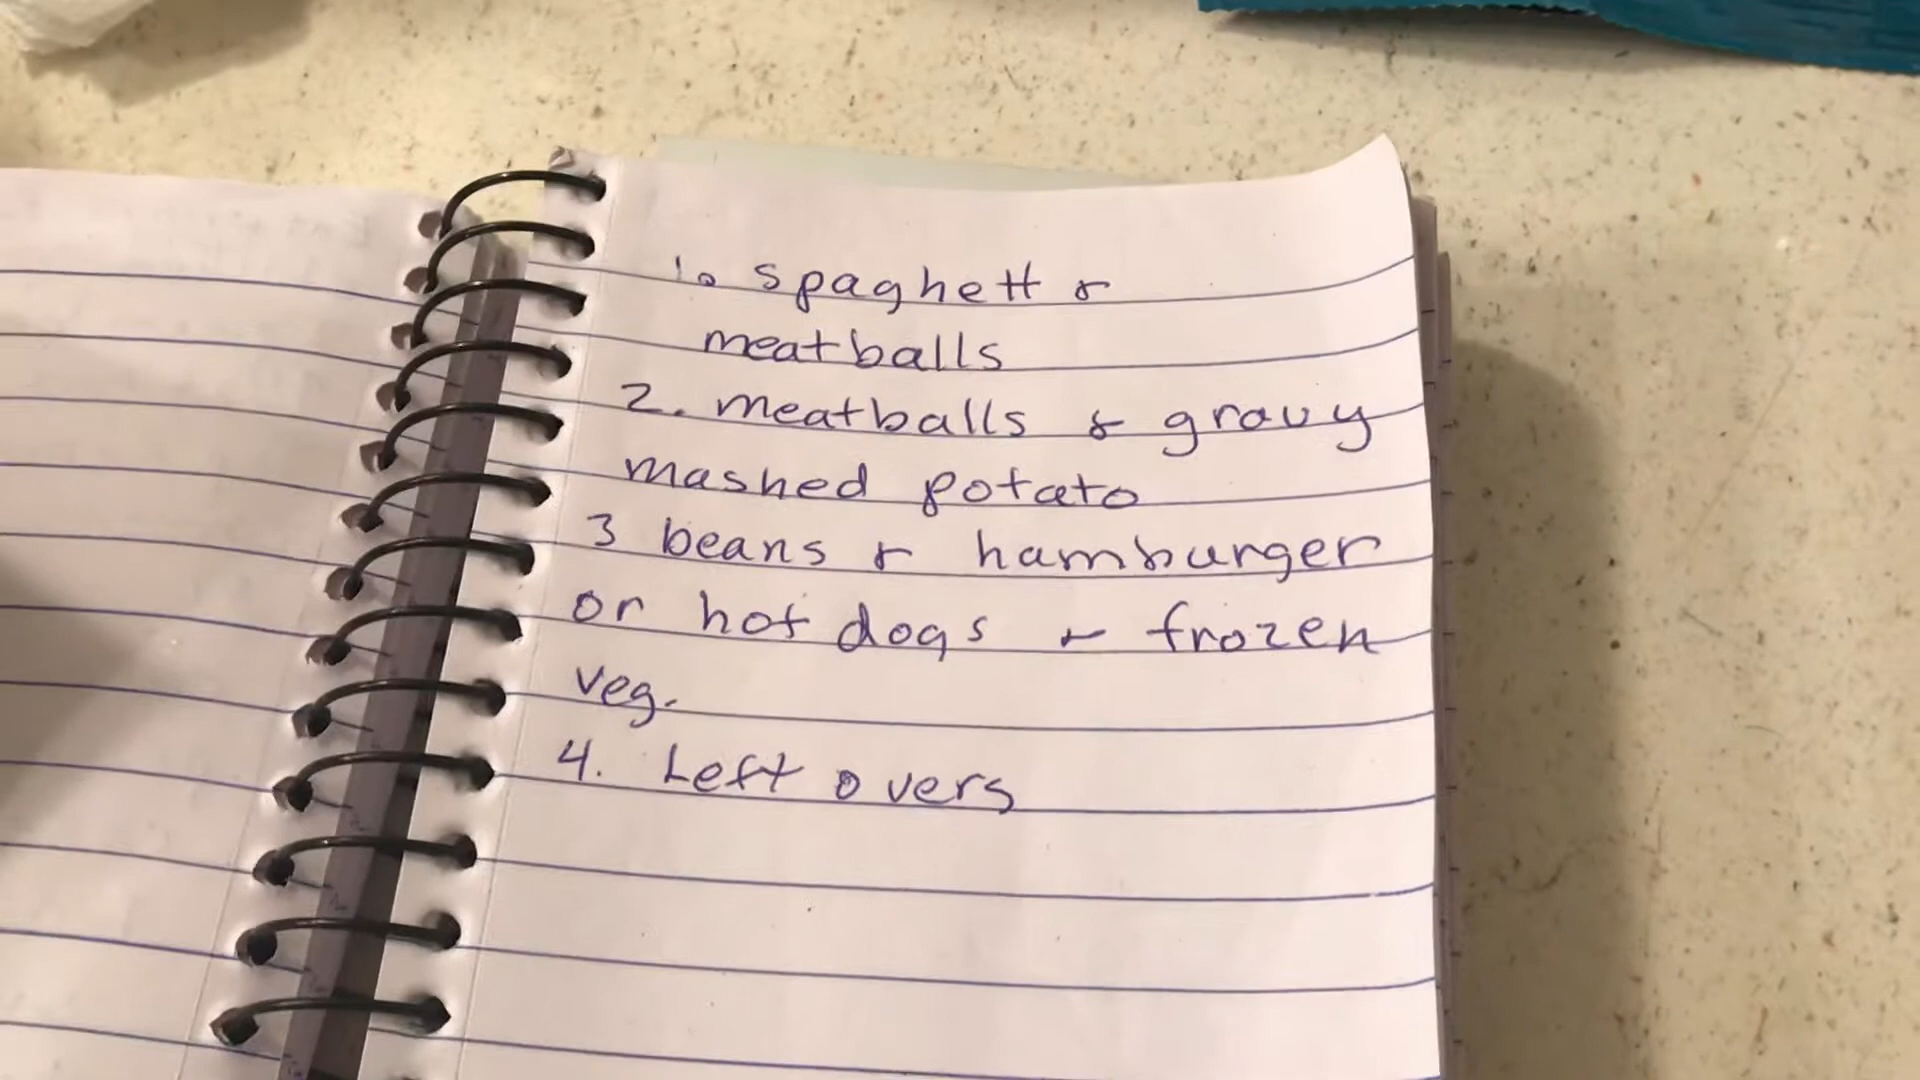 1. spaghetti &
meatballs
2. meatballs & gravy
mashed potato
3 beans & hamburger
or hot dogs & frozen
veg.
4. Left overs